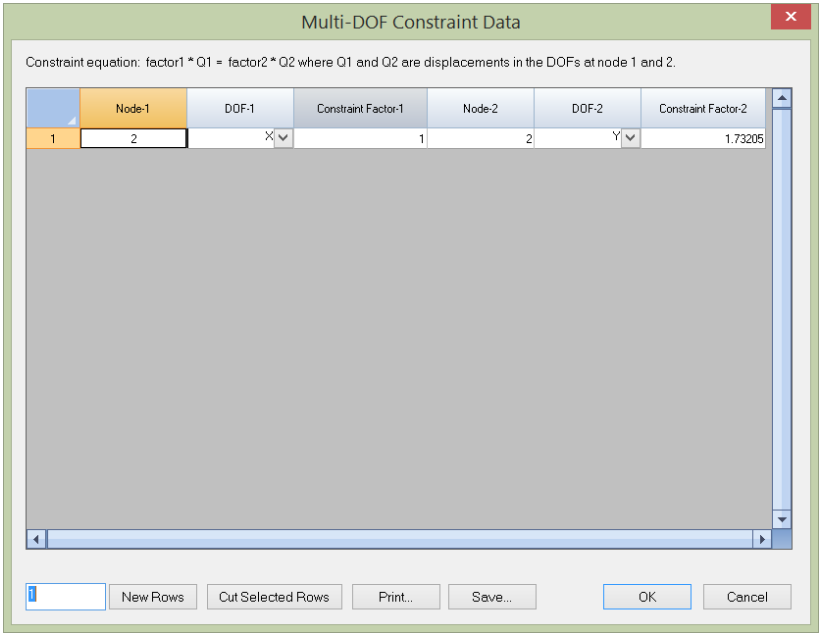 Multi-DOF Constraint Data
Constraint equation: factor1 * Q1 = factor2 * Q2 where Q1 and Q2 are displacements in the DOFs at node 1 and 2.
Node-1 DOF-1 Constraint Factor-1 Node-2 DOF-2 Constraint Factor-2
1 2 X 1 2 Y 1.73205
1 New Rows Cut Selected Rows Print... Save... OK Cancel